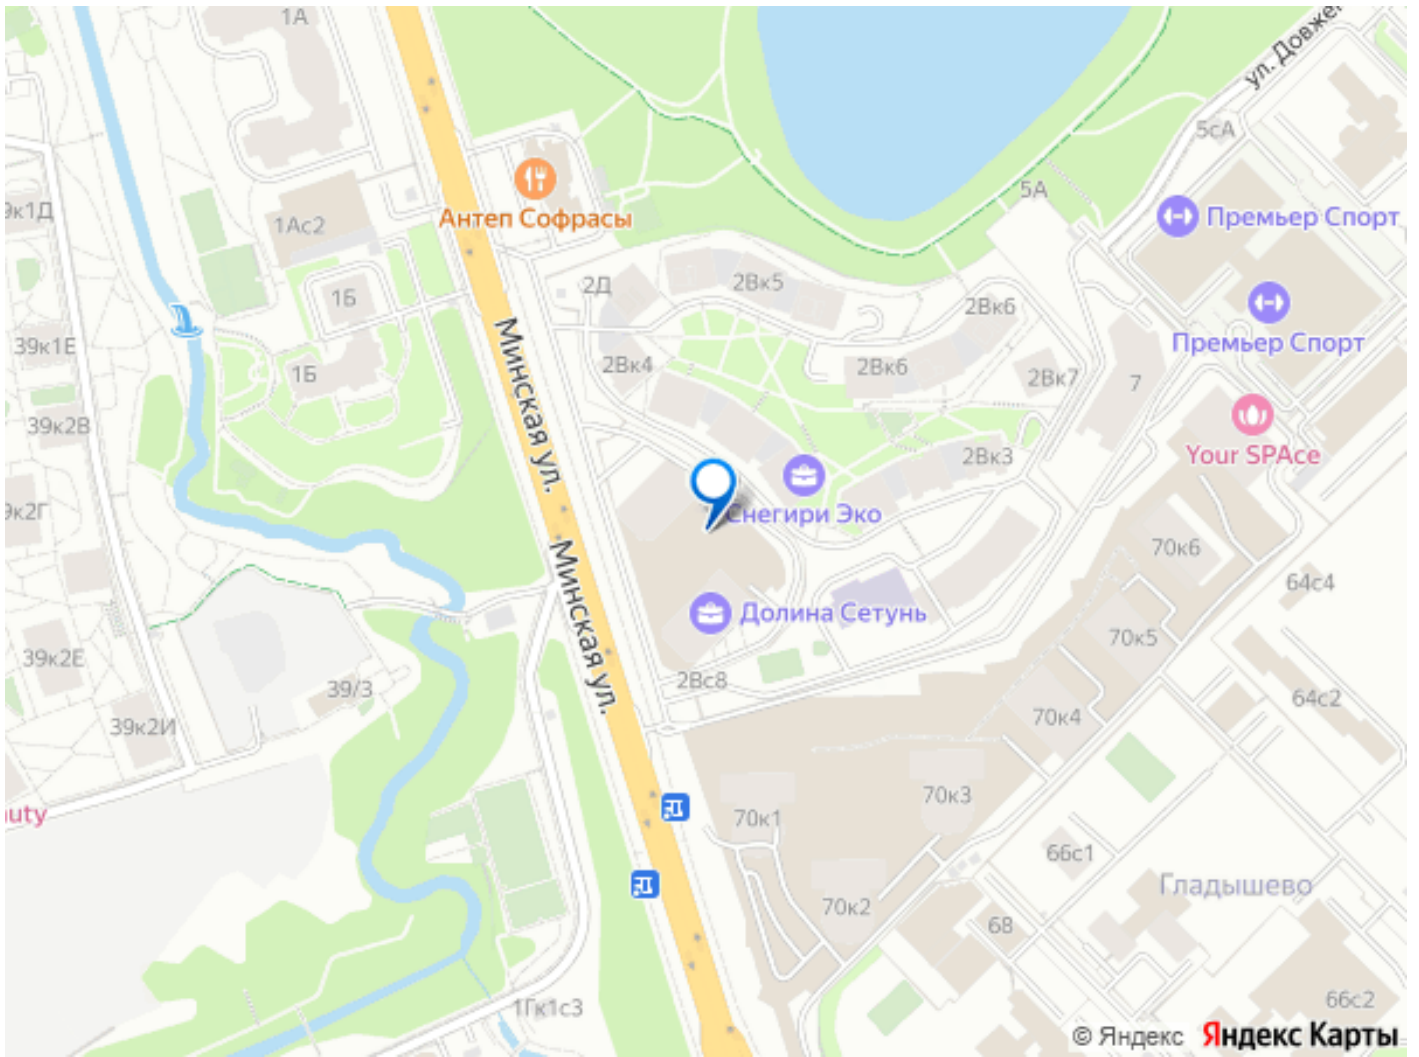 1А
ул. Довже
5сА
5А
Антеп Софрасы
Премьер Спорт
9к1Д
1Ас2
2Д
2Вк5
2Вк6
1Б
Премьер Спорт
39к1Е
Минская ул.
2Вк4
2Вк6
2Вк7
7
1Б
39к2В
Your SPAce
2Вк3
9к2Г
Снегири Эко
70к6
Минская ул.
64с4
Долина Сетунь
70к5
39к2Е
2Вс8
39/3
64с2
39к2И
70к4
70к3
auty
70к1
66с1
Гладышево
70к2
68
1Гк1с3
66с2
© Яндекс Яндекс Карты